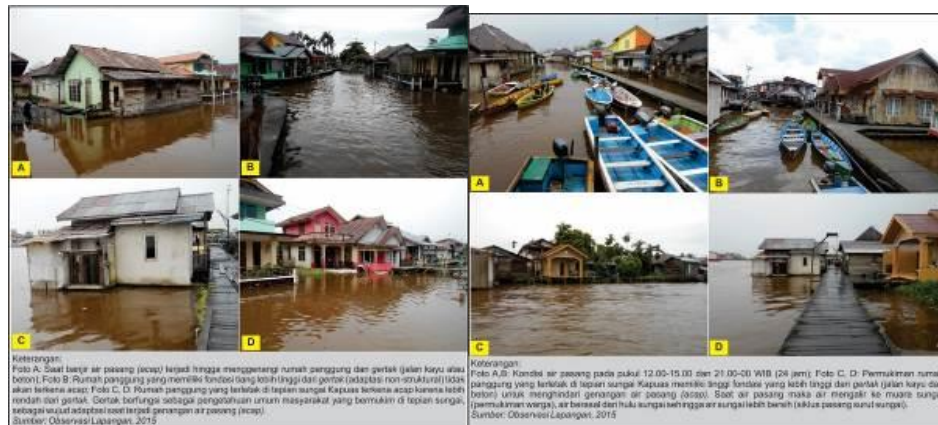 A
B
C
D
Keterangan:
Foto A: Saat banjir air pasang (acap) terjadi hingga menggenangi rumah panggung dan gertak (jalan kayu atau
beton); Foto B: Rumah panggung yang memiliki fondasi tiang lebih tinggi dari gertak (adaptasi non-struktural) tidak
akan terkena acap; Foto C, D: Rumah panggung yang terletak di tepian sungai Kapuas terkena acap karena lebih
rendah dari gertak. Gertak berfungsi sebagai pengetahuan umum masyarakat yang bermukim di tepian sungai,
sebagai wujud adaptasi saat terjadi genangan air pasang (acap).
Sumber: Observasi Lapangan, 2015
A
B
C
D
Keterangan:
Foto A,B: Kondisi air pasang pada pukul 12.00-15.00 dan 21.00-00 WIB (24 jam); Foto C, D: Permukiman rumah
panggung yang terletak di tepian sungai Kapuas memiliki tinggi fondasi yang lebih tinggi dari gertak (jalan kayu
beton) untuk menghindari genangan air pasang (acap). Saat air pasang maka air mengalir ke muara sungai
(permukiman warga), air berasal dari hulu sungai sehingga air sungai lebih bersih (siklus pasang surut sungai).
Sumber: Observasi Lapangan, 2015